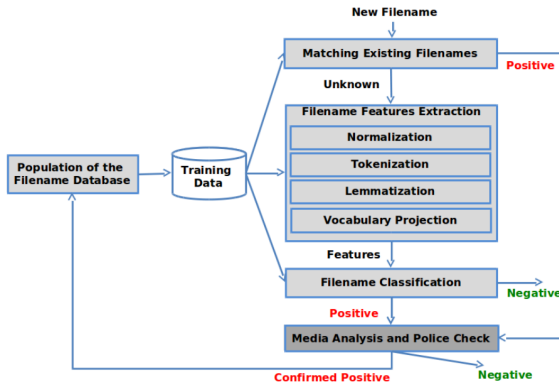 New Filename
Matching Existing Filenames
Positive
Unknown
Filename Features Extraction
Normalization
Tokenization
Lemmatization
Vocabulary Projection
Population of the
Filename Database
Training
Data
Features
Filename Classification
Negative
Positive
Media Analysis and Police Check
Confirmed Positive
Negative